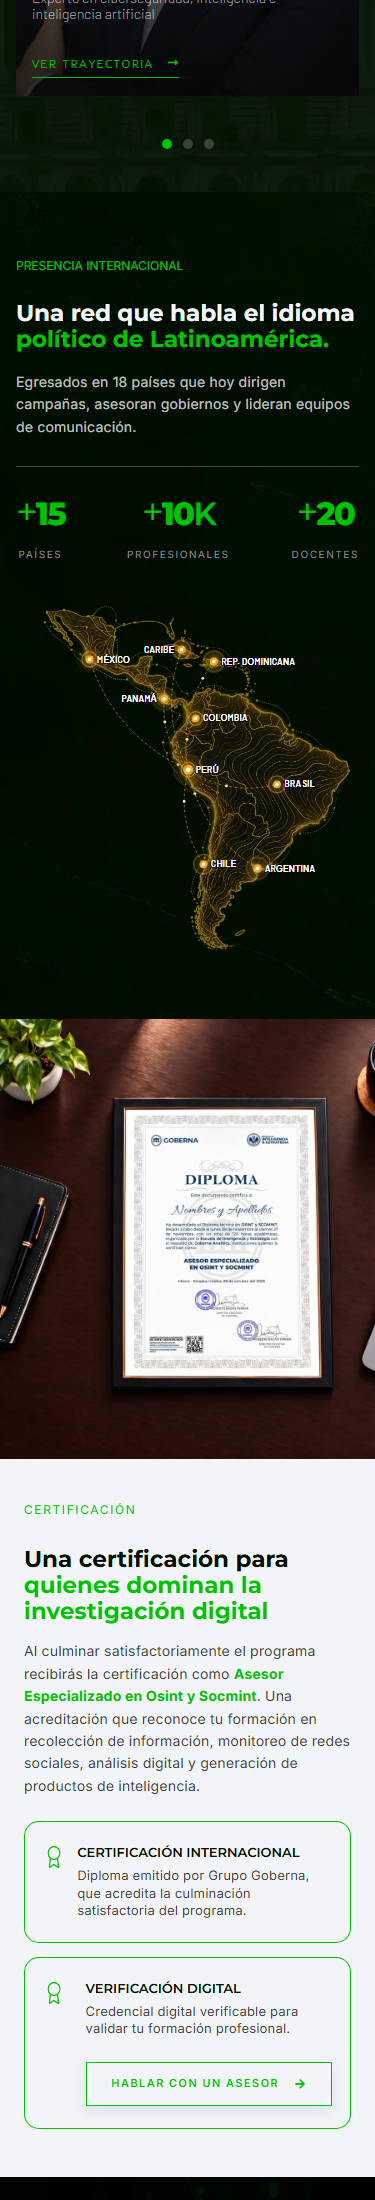 inteligencia artificial
VER TRAYECTORIA
PRESENCIA INTERNACIONAL
Una red que habla el idioma
político de Latinoamérica.
Egresados en 18 países que hoy dirigen
campañas, asesoran gobiernos y lideran equipos
de comunicación.
+15 +10K +20
PAÍSES PROFESIONALES DOCENTES
CARIBE
MÉXICO
REP. DOMINICANA
PANAMÁ
COLOMBIA
PERÚ
BRASIL
CHILE
ARGENTINA
GOBERNA
INTELIGENCIA
& ESTRATEGIA
DIPLOMA
Este documento certifica a:
Nombres y Apellidos
ASESOR ESPECIALIZADO
EN OSINT Y SOCMINT
CERTIFICACIÓN
Una certificación para
quienes dominan la
investigación digital
Al culminar satisfactoriamente el programa
recibirás la certificación como Asesor
Especializado en Osint y Socmint. Una
acreditación que reconoce tu formación en
recolección de información, monitoreo de redes
sociales, análisis digital y generación de
productos de inteligencia.
CERTIFICACIÓN INTERNACIONAL
Diploma emitido por Grupo Goberna,
que acredita la culminación
satisfactoria del programa.
VERIFICACIÓN DIGITAL
Credencial digital verificable para
validar tu formación profesional.
HABLAR CON UN ASESOR